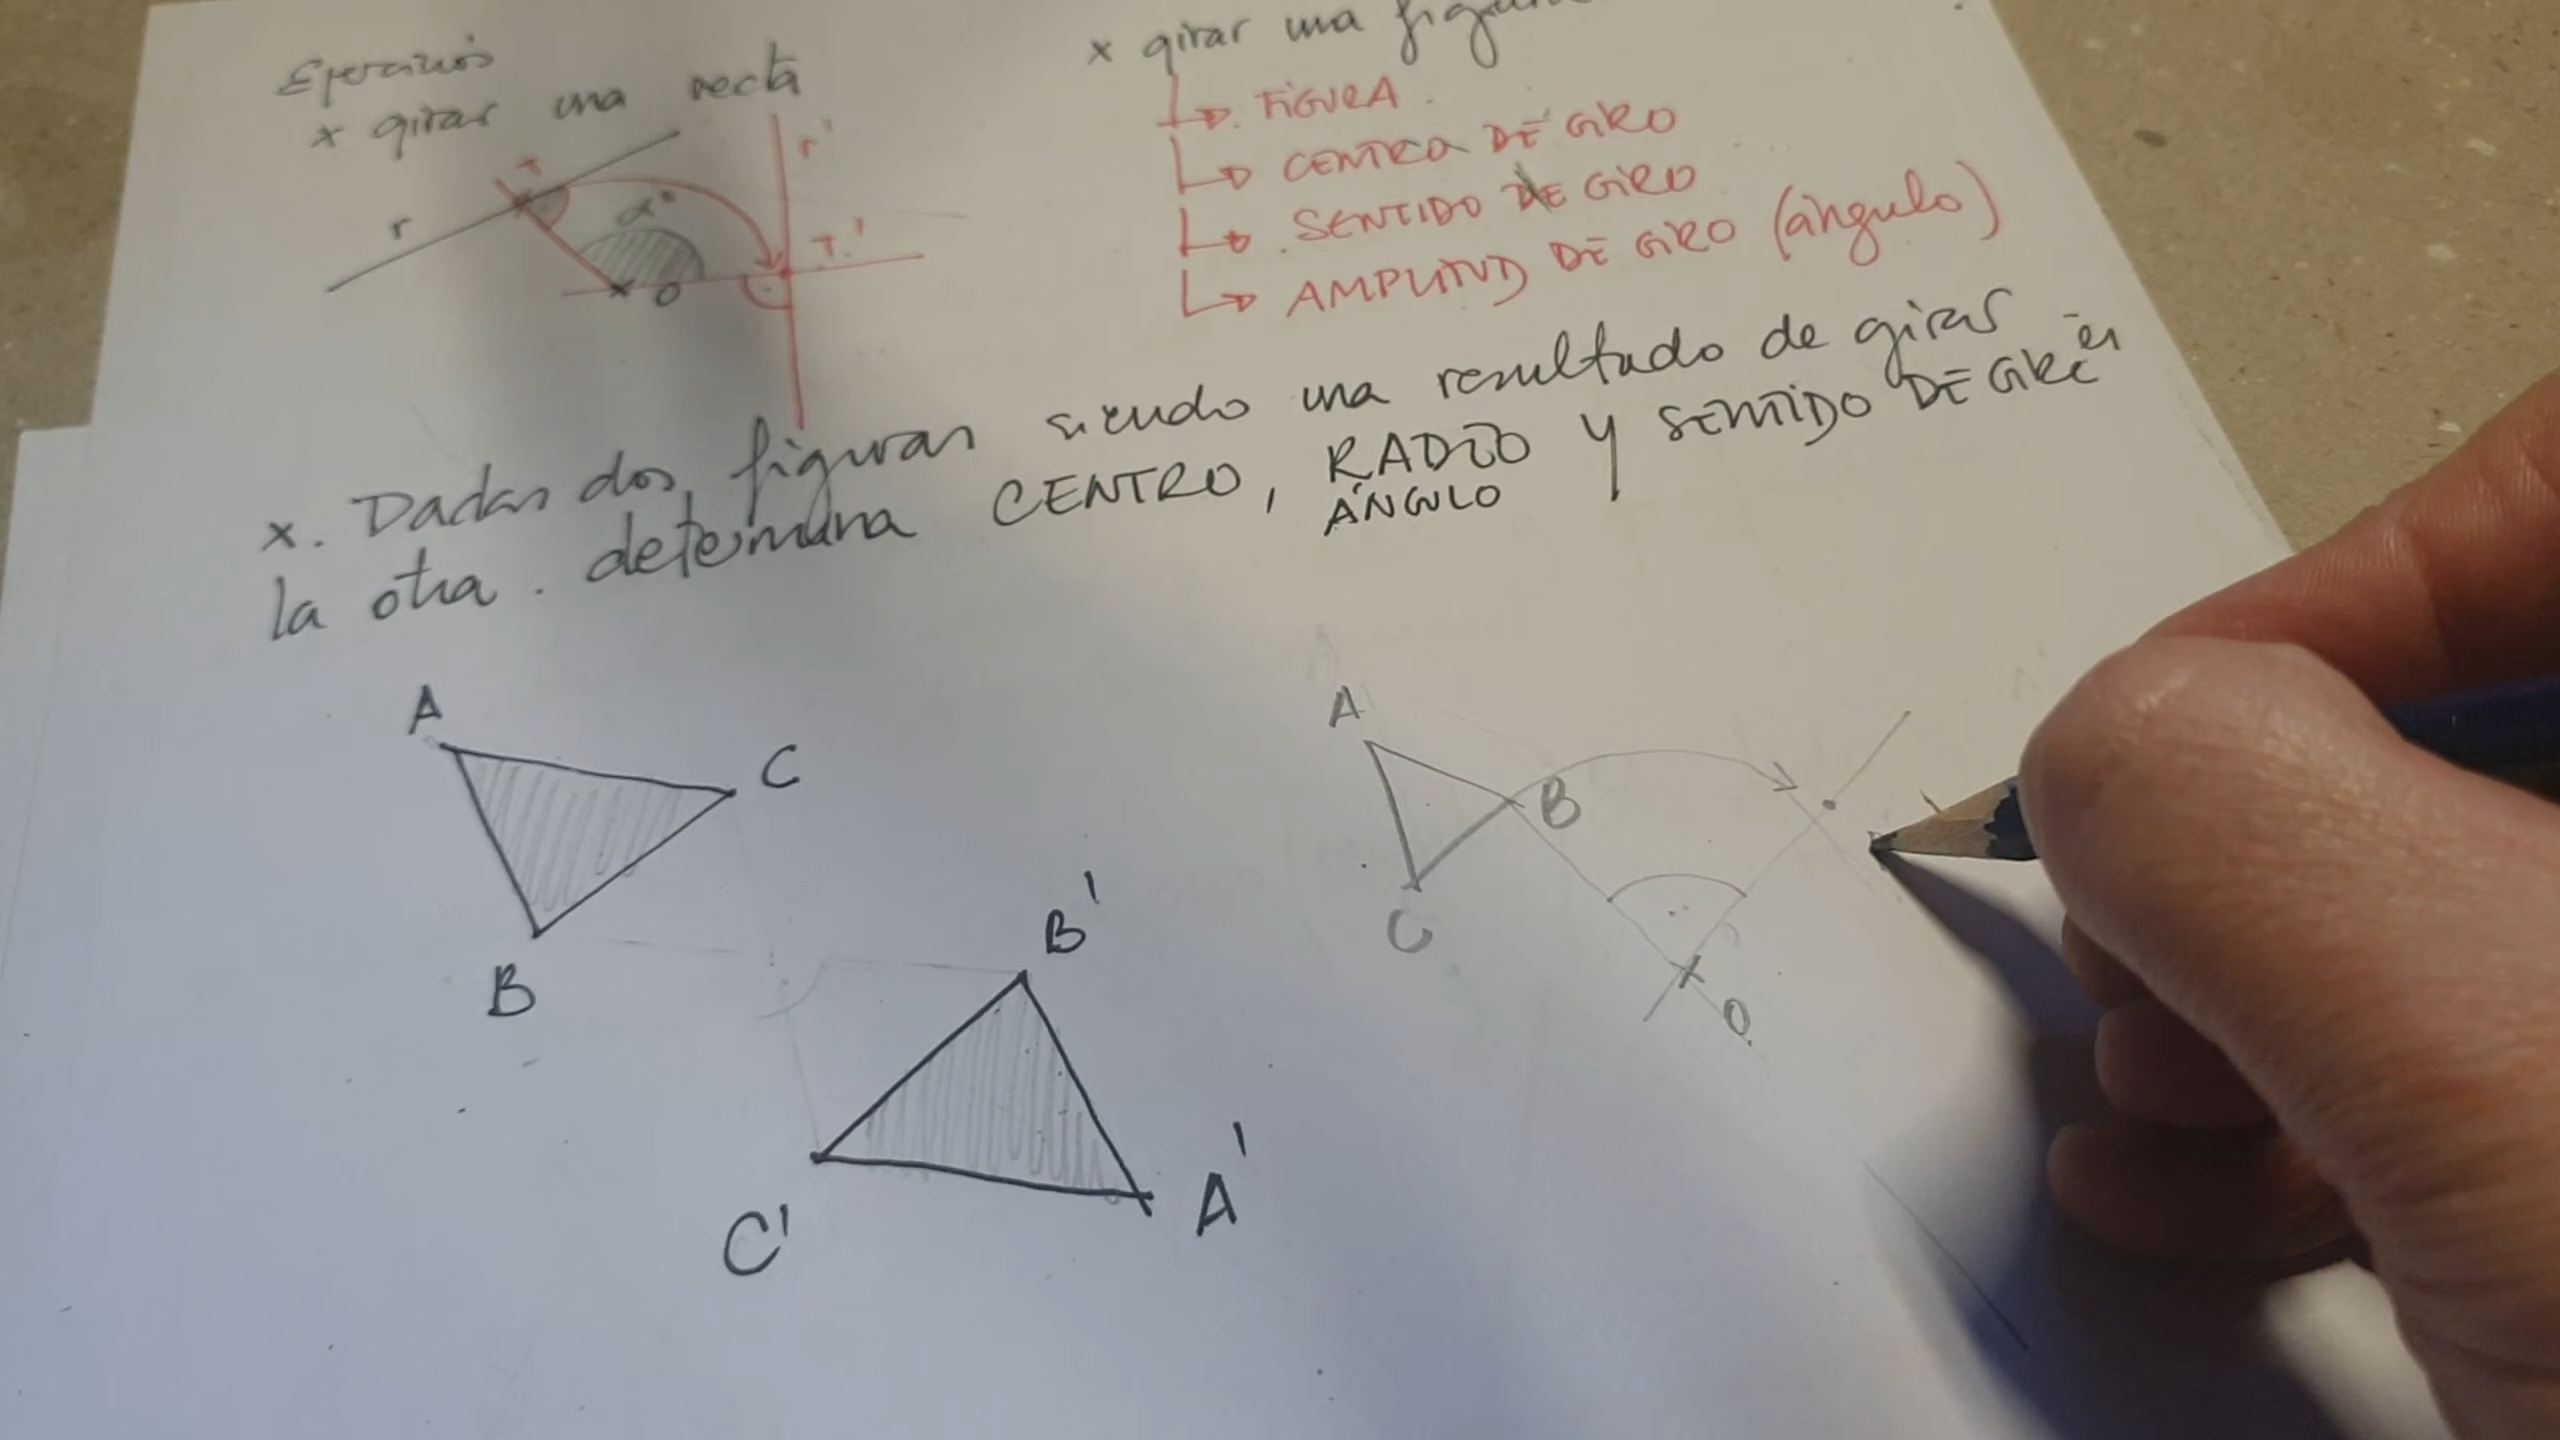 Ejercicios
x girar una recta
r
T
α°
O
r'
T.'
x girar una figura
FiGURA.
CENTRO DE GIRO
SENTIDO DE GIRO
AMPLITUD DE GIRO (ángulo)
x. Dadas dos figuras siendo una resultado de girar
la otra. determina CENTRO, RADIO Y SENTIDO DE GIRO
ÁNGULO
A
C
B
B'
C'
A'
A
B
C
O